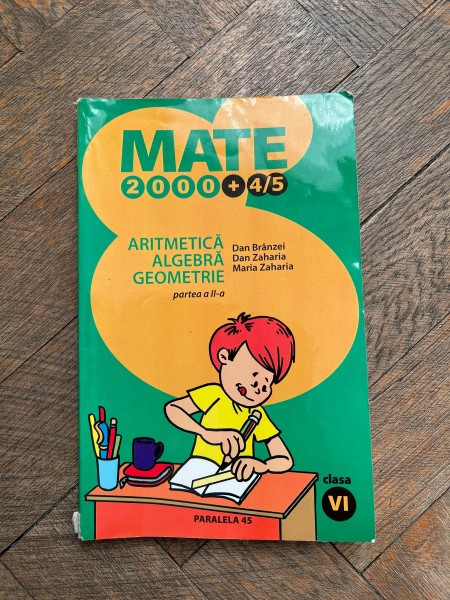 MATE
2000+4/5
ARITMETICĂ
ALGEBRĂ
GEOMETRIE
partea a II-a
Dan Brânzei
Dan Zaharia
Maria Zaharia
clasa
VI
PARALELA 45